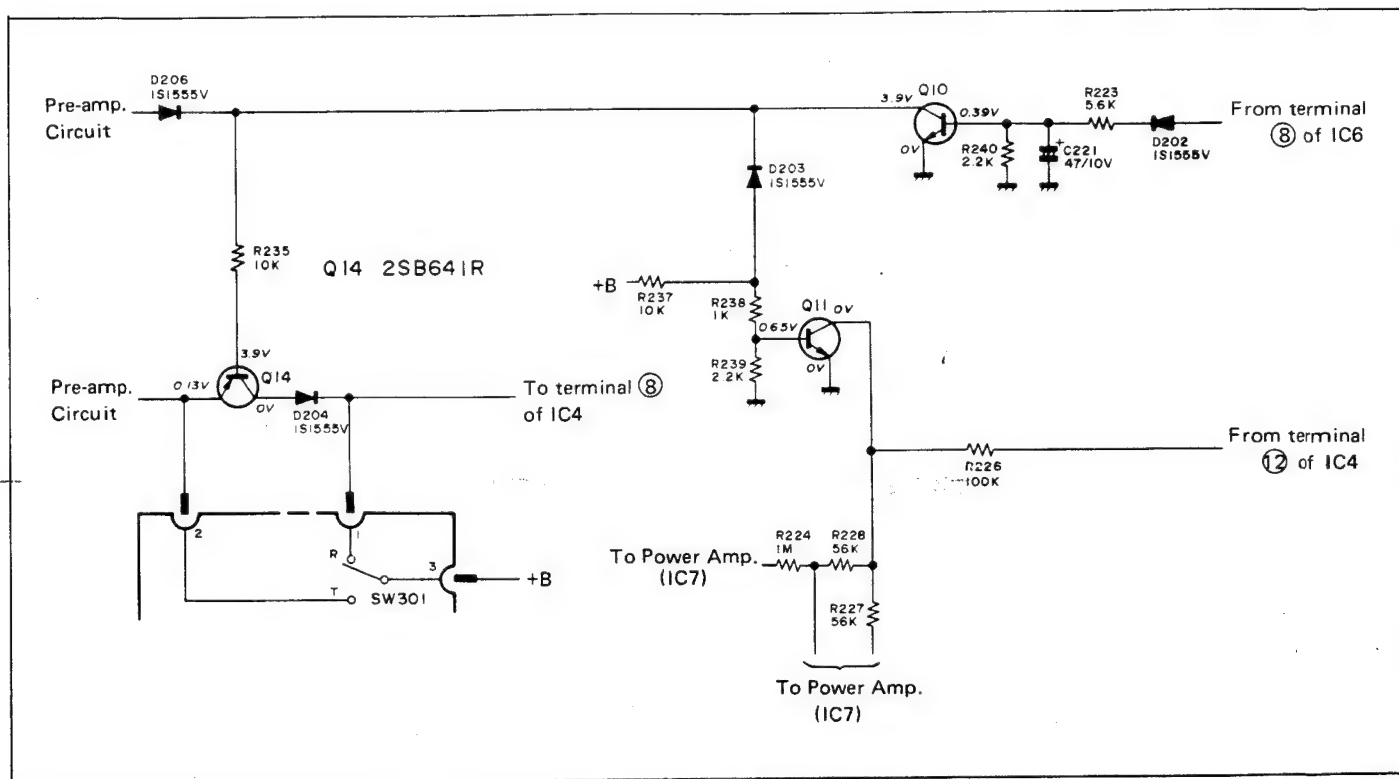 D206
1S1555V
Pre-amp.
Circuit
3.9V
Q10
0.39V
0V
R240
2.2K
+
C221
47/10V
R223
5.6K
D202
1S1555V
From terminal
⑧ of IC6
D203
1S1555V
R235
10K
Q14 2SB641R
+B
R237
10K
R238
1K
Q11
0V
065V
0V
R239
2.2K
3.9V
Q14
Pre-amp.
Circuit
0.13V
0V
D204
1S1555V
To terminal ⑧
of IC4
From terminal
⑫ of IC4
R226
100K
2
1
R
3
+B
T
SW301
To Power Amp.
(IC7)
R224
1M
R228
56K
R227
56K
To Power Amp.
(IC7)